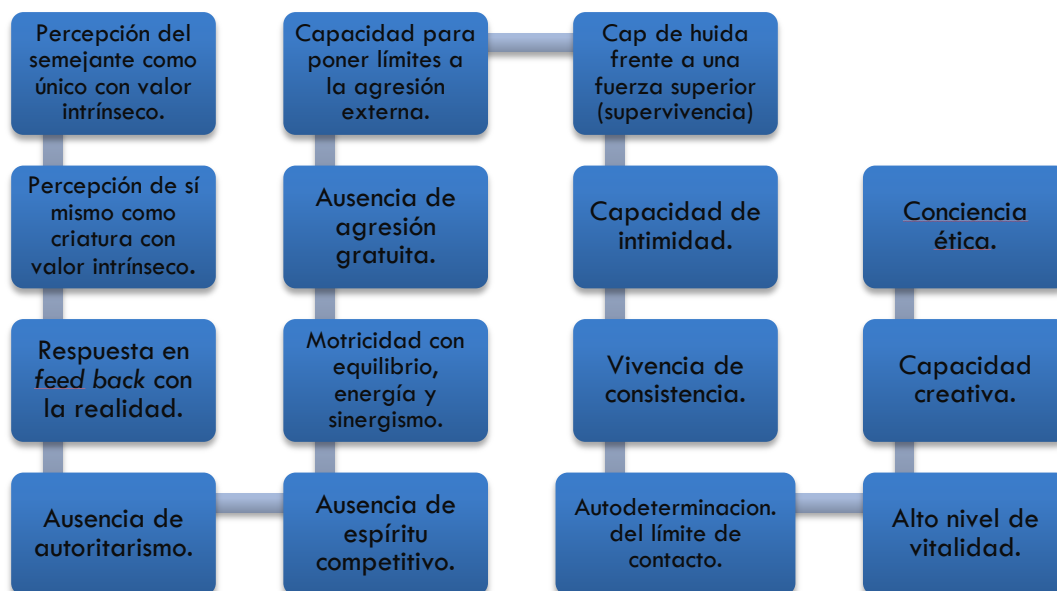 Percepción del
semejante como
único con valor
intrínseco.
Percepción de sí
mismo como
criatura con
valor intrínseco.
Respuesta en
feed back con
la realidad.
Ausencia de
autoritarismo.
Ausencia de
espíritu
competitivo.
Motricidad con
equilibrio,
energía y
sinergismo.
Ausencia de
agresión
gratuita.
Capacidad para
poner límites a
la agresión
externa.
Cap de huida
frente a una
fuerza superior
(supervivencia)
Capacidad de
intimidad.
Vivencia de
consistencia.
Autodeterminacion.
del límite de
contacto.
Alto nivel de
vitalidad.
Capacidad
creativa.
Conciencia
ética.